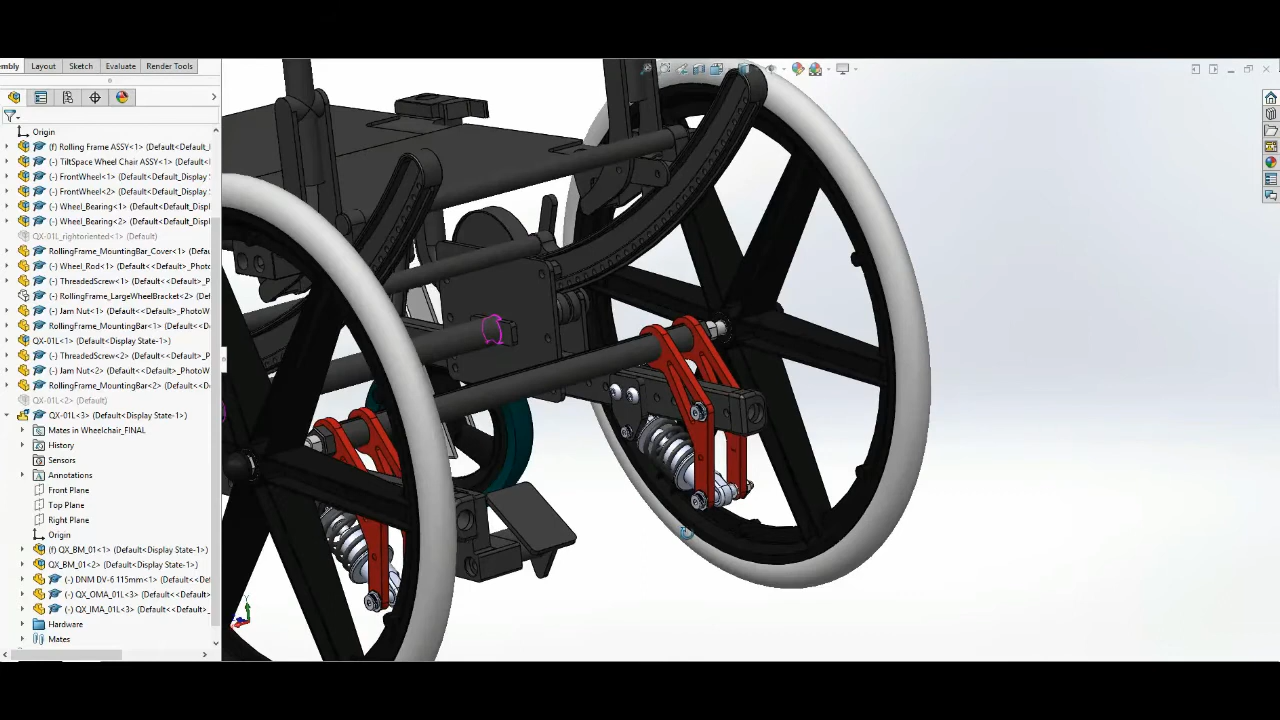 embly Layout Sketch Evaluate Render Tools
Origin
(f) Rolling Frame ASSY<1> (Default<Default_
(-) TiltSpace Wheel Chair ASSY<1> (Default
(-) FrontWheel<1> (Default<Default_Display
(-) FrontWheel<2> (Default<Default_Display
(-) Wheel_Bearing<1> (Default<Default_Displ
(-) Wheel_Bearing<2> (Default<Default_Displ
QX-01L_rightoriented<1> (Default)
RollingFrame_MountingBar_Cover<1> (Defau
(-) Wheel_Rod<1> (Default<Default>_Photo
(-) ThreadedScrew<1> (Default<Default>_P
(-) RollingFrame_LargeWheelBracket<2> (De
(-) Jam Nut<1> (Default<Default>_PhotoW
RollingFrame_MountingBar<1> (Default<De
QX-01L<1> (Default<Display State-1>)
(-) ThreadedScrew<2> (Default<Default>_P
(-) Jam Nut<2> (Default<Default>_PhotoW
RollingFrame_MountingBar<2> (Default<De
QX-01L<2> (Default)
QX-01L<3> (Default<Display State-1>)
Mates in Wheelchair_FINAL
History
Sensors
Annotations
Front Plane
Top Plane
Right Plane
Origin
(f) QX_BM_01<1> (Default<Display State-1>)
QX_BM_01<2> (Default<Display State-1>)
(-) DNM DV-6 115mm<1> (Default<Defau
(-) QX_OMA_01L<3> (Default<<Default>_
(-) QX_IMA_01L<3> (Default<<Default>_
Hardware
Mates
Y